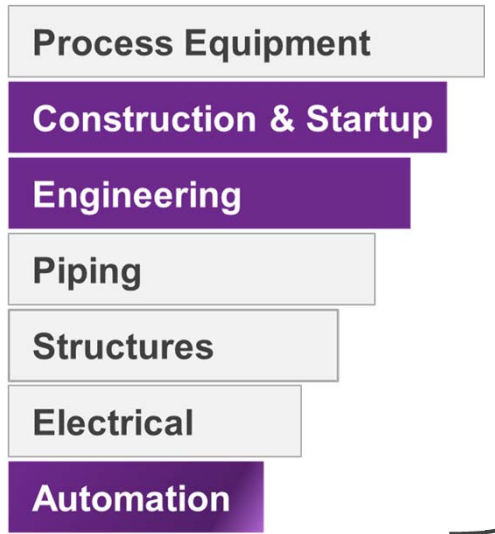 Process Equipment
Construction & Startup
Engineering
Piping
Structures
Electrical
Automation